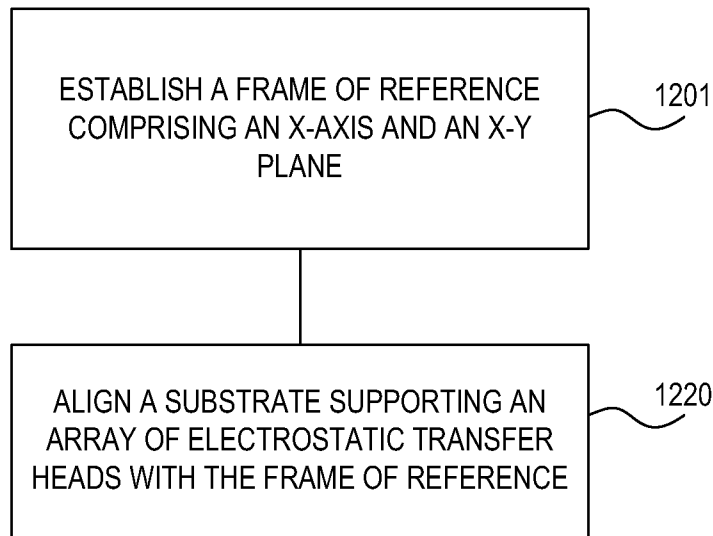 ESTABLISH A FRAME OF REFERENCE
COMPRISING AN X-AXIS AND AN X-Y
PLANE
1201
ALIGN A SUBSTRATE SUPPORTING AN
ARRAY OF ELECTROSTATIC TRANSFER
HEADS WITH THE FRAME OF REFERENCE
1220